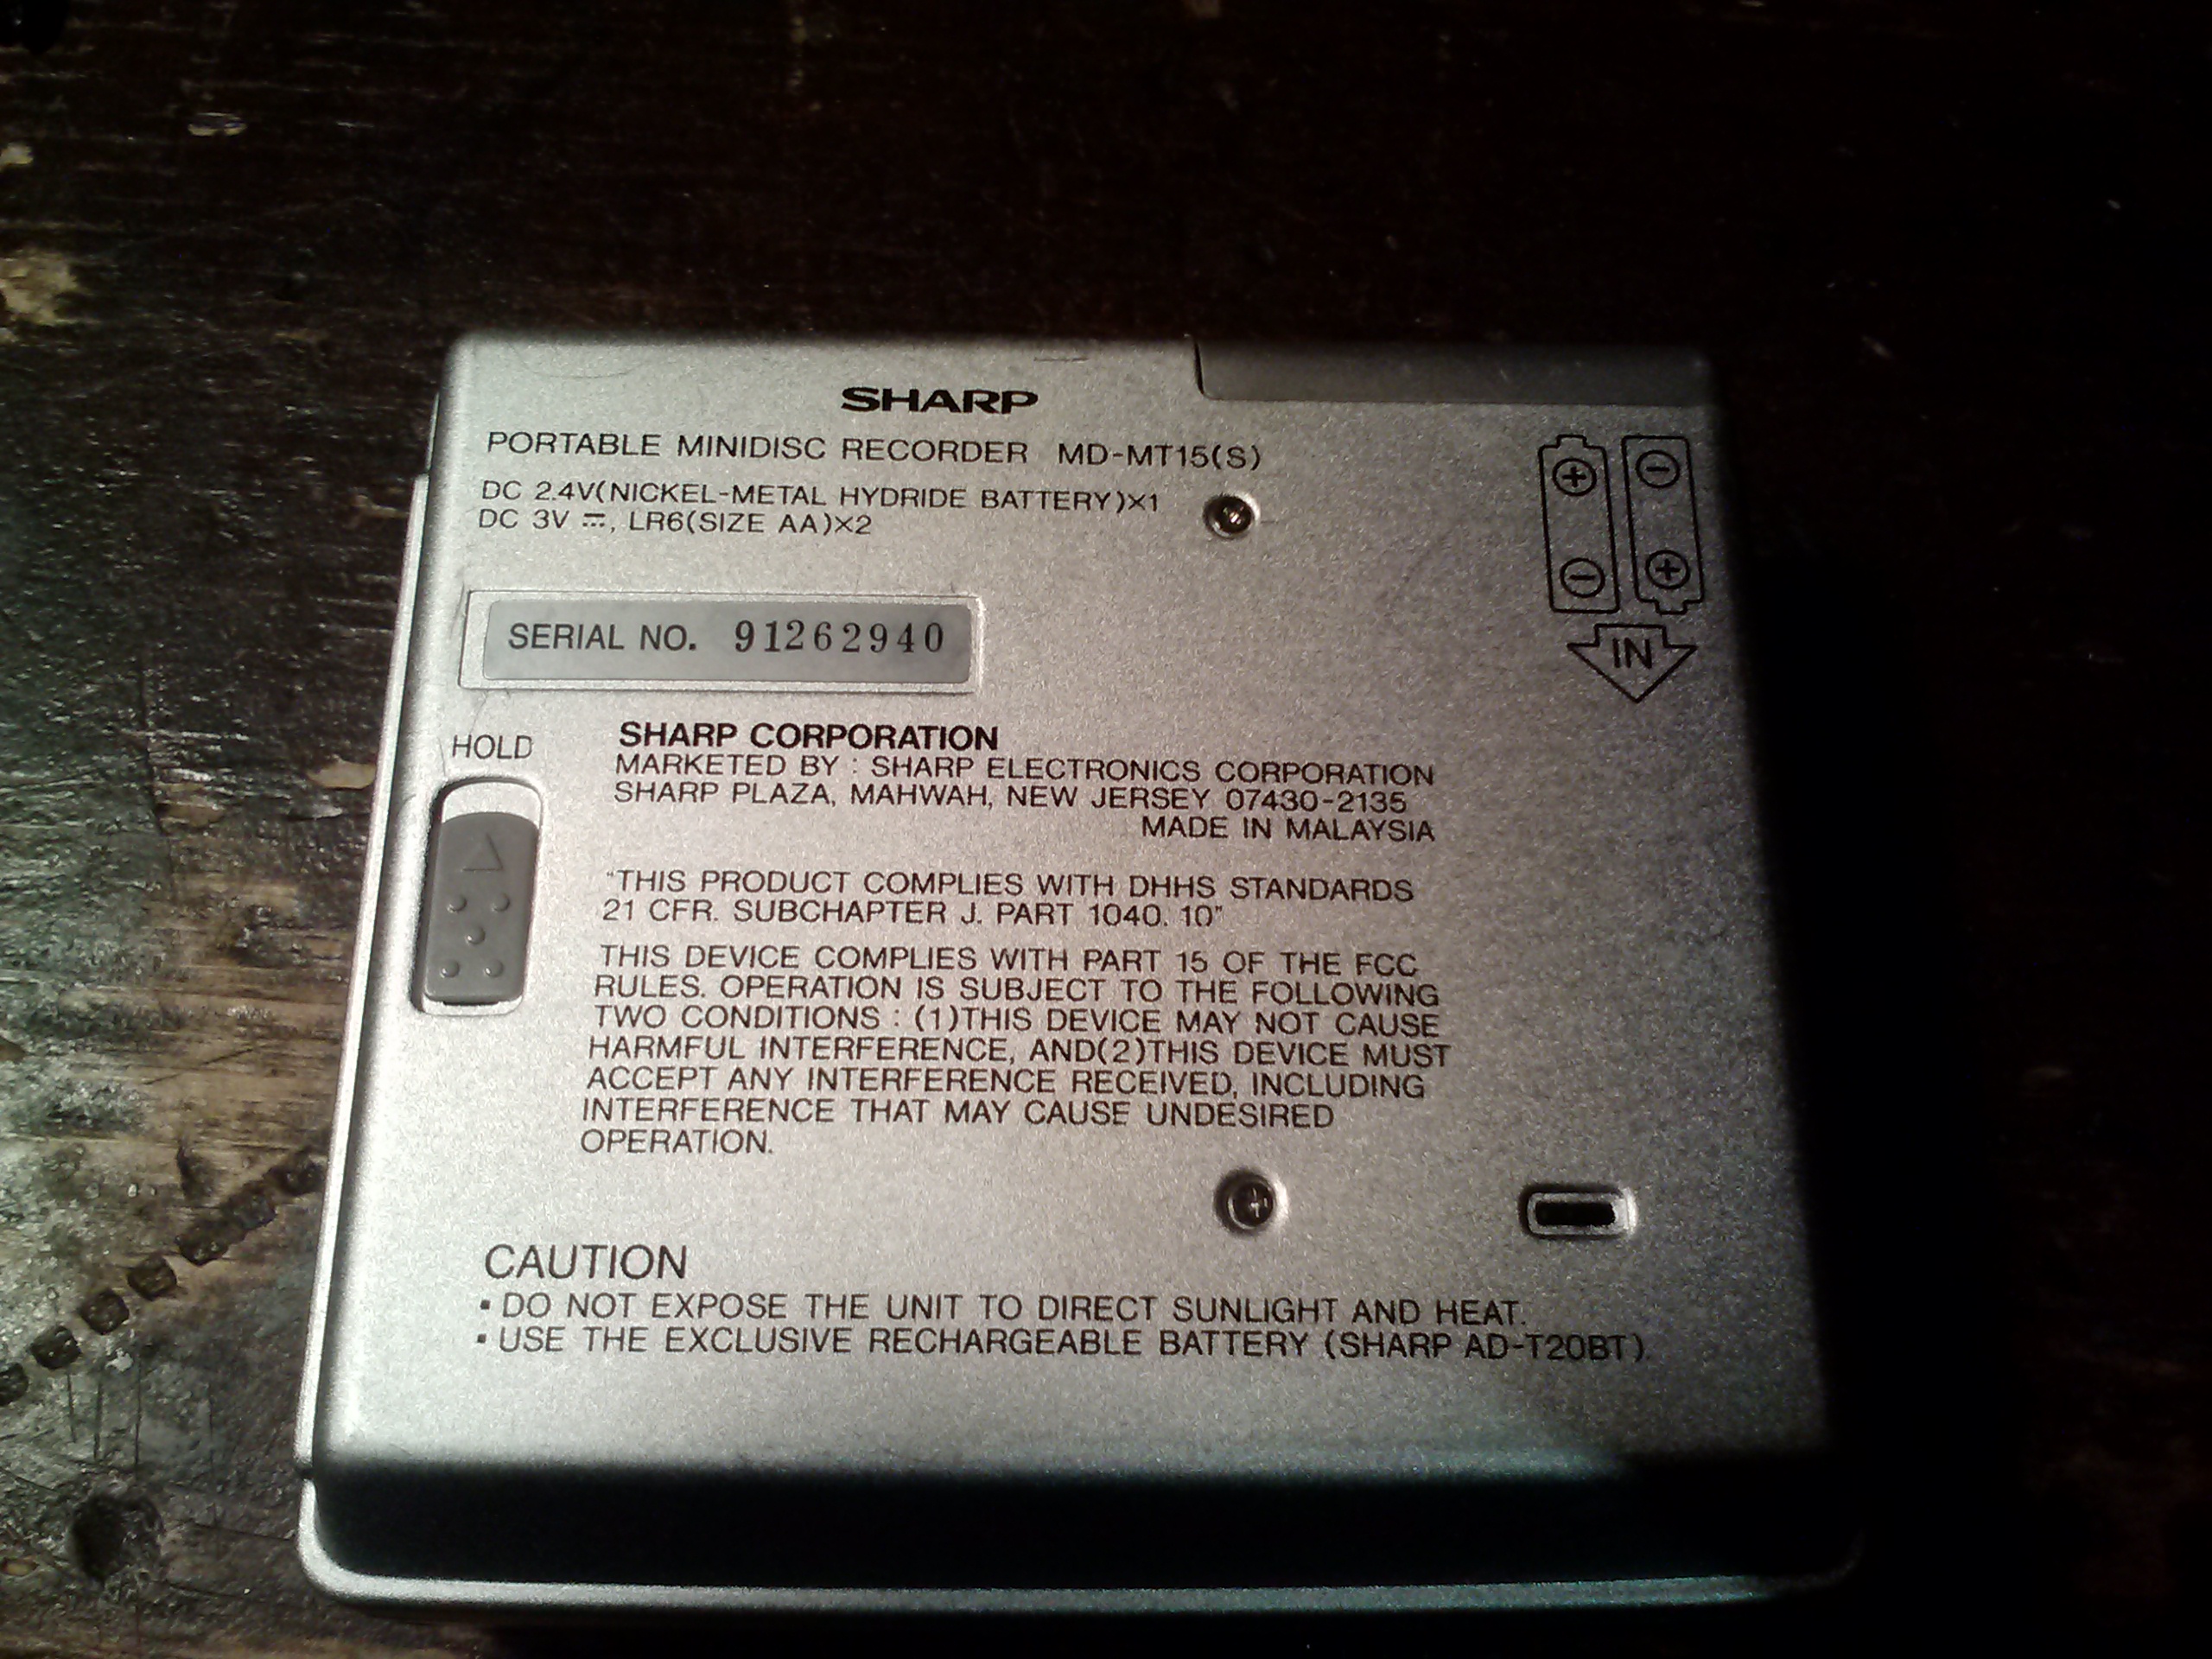 SHARP
PORTABLE MINIDISC RECORDER MD-MT15(S)
DC 2.4V(NICKEL-METAL HYDRIDE BATTERY)X1
DC 3V ⎓, LR6(SIZE AA)X2
+ −
− +
IN
SERIAL NO. 91262940
HOLD
SHARP CORPORATION
MARKETED BY : SHARP ELECTRONICS CORPORATION
SHARP PLAZA, MAHWAH, NEW JERSEY 07430-2135
MADE IN MALAYSIA
"THIS PRODUCT COMPLIES WITH DHHS STANDARDS
21 CFR. SUBCHAPTER J. PART 1040. 10"
THIS DEVICE COMPLIES WITH PART 15 OF THE FCC
RULES. OPERATION IS SUBJECT TO THE FOLLOWING
TWO CONDITIONS : (1)THIS DEVICE MAY NOT CAUSE
HARMFUL INTERFERENCE, AND(2)THIS DEVICE MUST
ACCEPT ANY INTERFERENCE RECEIVED, INCLUDING
INTERFERENCE THAT MAY CAUSE UNDESIRED
OPERATION.
CAUTION
▪ DO NOT EXPOSE THE UNIT TO DIRECT SUNLIGHT AND HEAT.
▪ USE THE EXCLUSIVE RECHARGEABLE BATTERY (SHARP AD-T20BT).